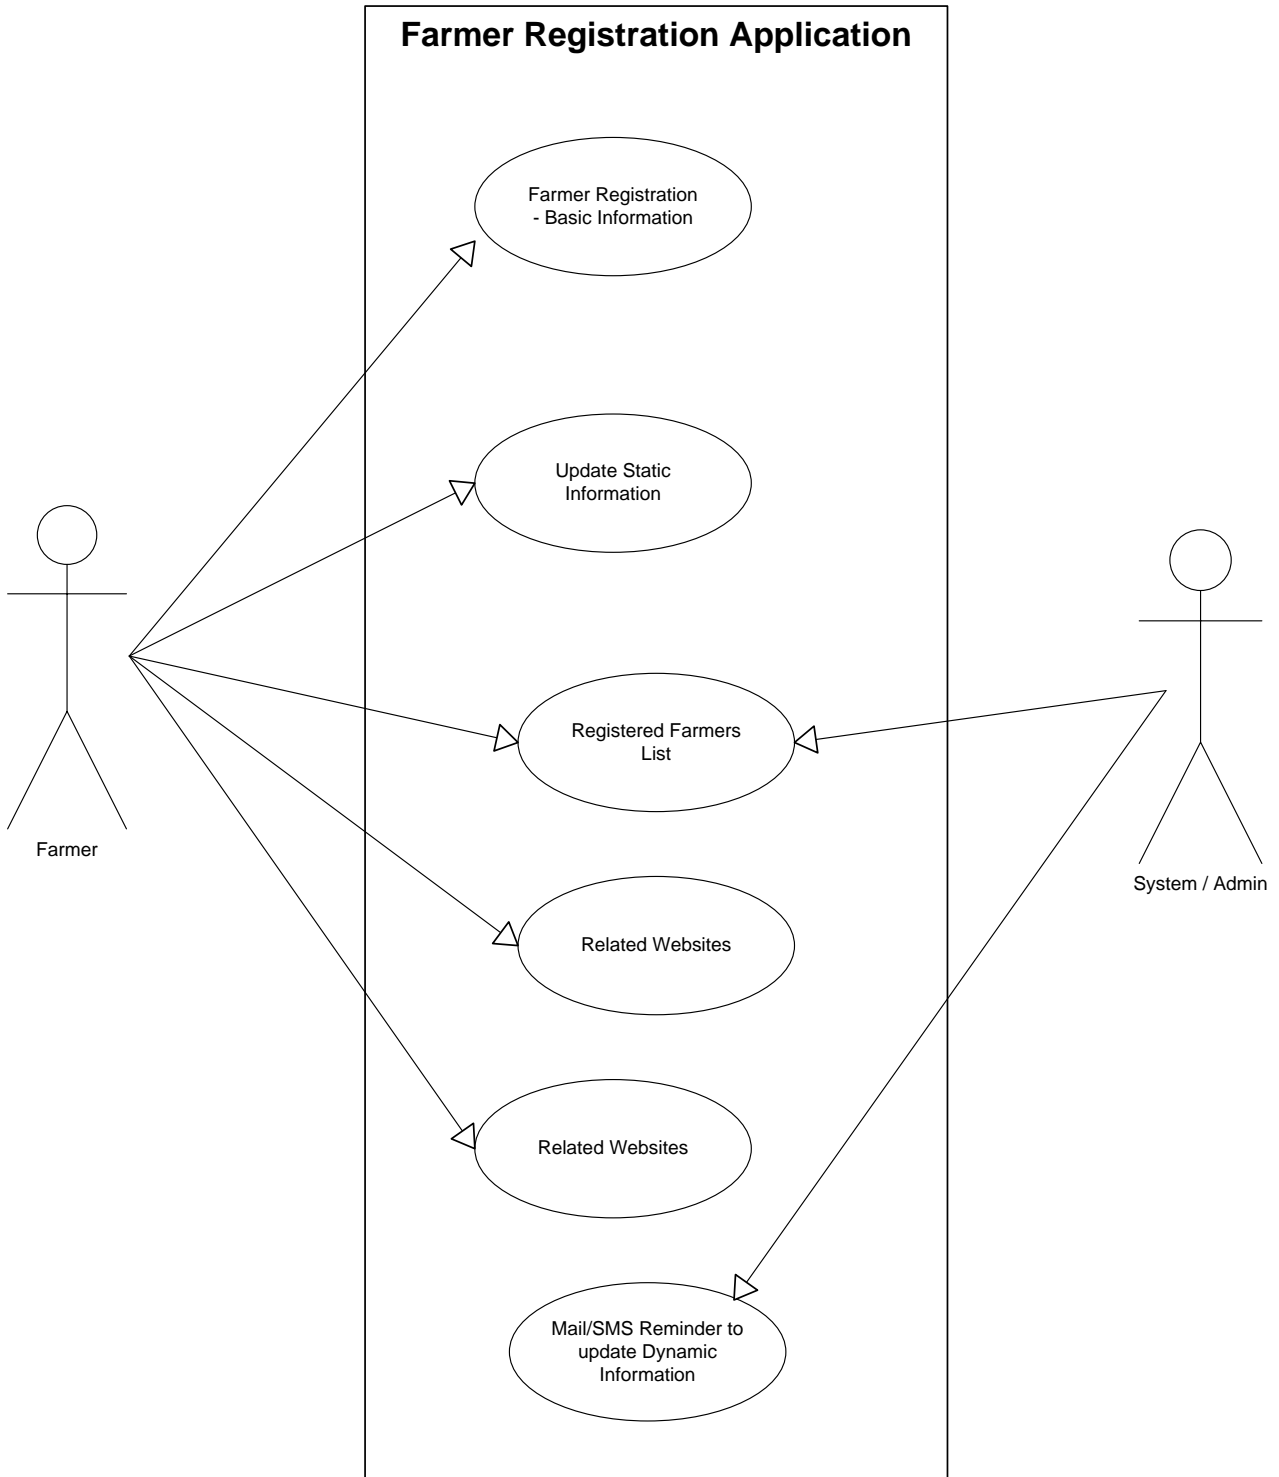 Farmer Registration Application
Farmer Registration
- Basic Information
Update Static
Information
Registered Farmers
List
Farmer
System / Admin
Related Websites
Related Websites
Mail/SMS Reminder to
update Dynamic
Information